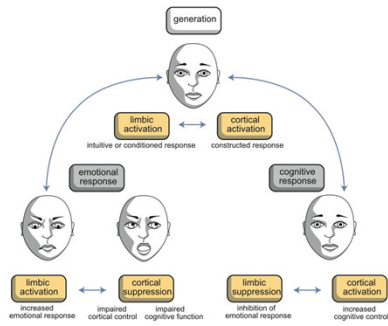 generation
limbic
activation
cortical
activation
intuitive or conditioned response
constructed response
emotional
response
cognitive
response
limbic
activation
cortical
suppression
limbic
suppression
cortical
activation
increased
emotional response
impaired
cortical control
impaired
cognitive function
inhibition of
emotional response
increased
cognitive control